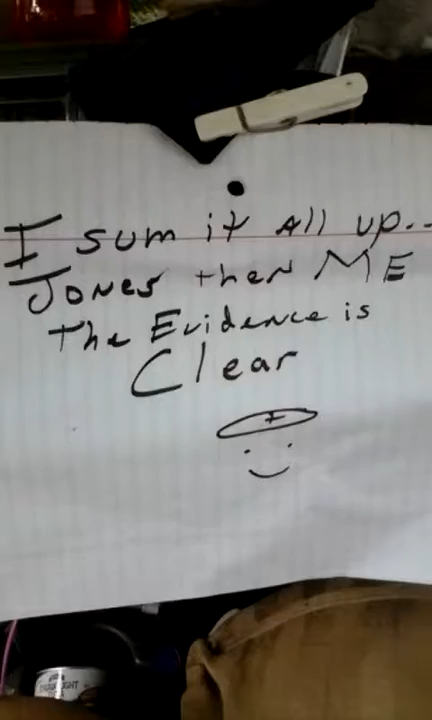 I sum it All up..
Jones then ME
the Evidence is
Clear